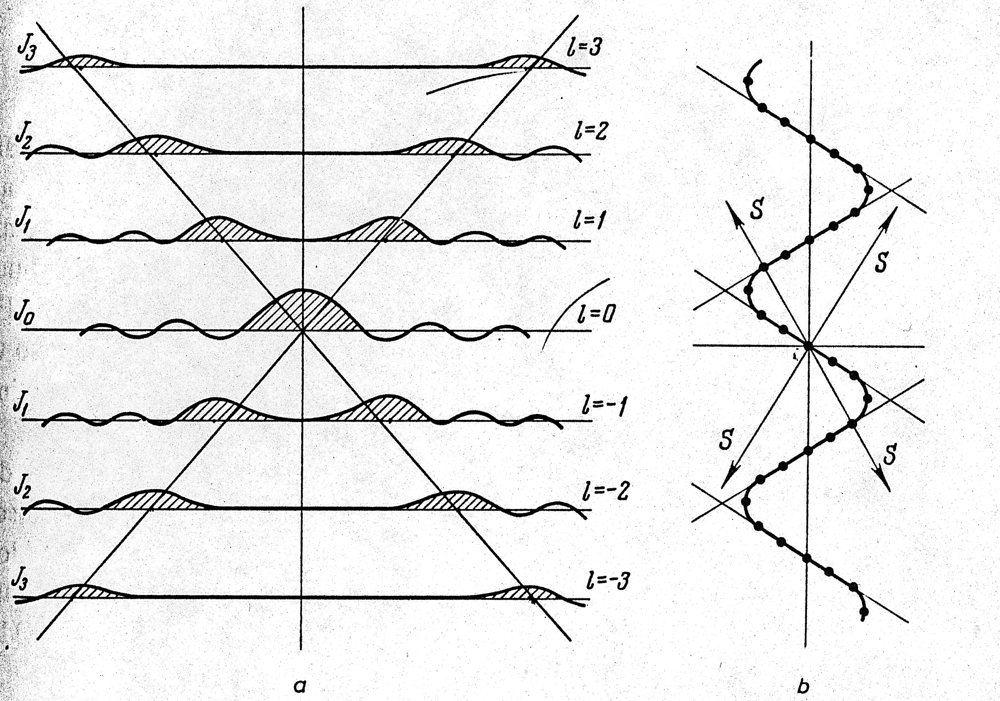 J3 l=3
J2 l=2
J1 l=1
J0 l=0
J1 l=-1
J2 l=-2
J3 l=-3
a
S
S
S
S
b